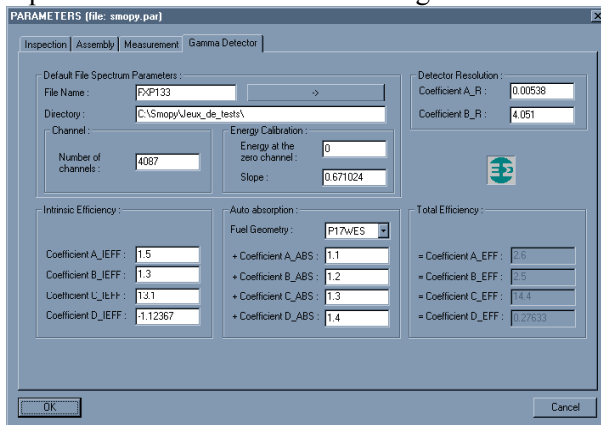 PARAMETERS (file: smopy.par)
Inspection Assembly Measurement Gamma Detector
Default File Spectrum Parameters :
File Name : FXP133 ->
Directory : C:\Smopy\Jeux_de_tests\
Channel :
Number of
channels : 4087
Energy Calibration :
Energy at the
zero channel : 0
Slope : 0.671024
Detector Resolution :
Coefficient A_R : 0.00538
Coefficient B_R : 4.051
Intrinsic Efficiency :
Coefficient A_IEFF : 1.5
Coefficient B_IEFF : 1.3
Coefficient C_IEFF : 13.1
Coefficient D_IEFF : -1.12367
Auto absorption :
Fuel Geometry : P17WES
+ Coefficient A_ABS : 1.1
+ Coefficient B_ABS : 1.2
+ Coefficient C_ABS : 1.3
+ Coefficient D_ABS : 1.4
Total Efficiency :
= Coefficient A_EFF : 2.6
= Coefficient B_EFF : 2.5
= Coefficient C_EFF : 14.4
= Coefficient D_EFF : 0.27633
OK Cancel